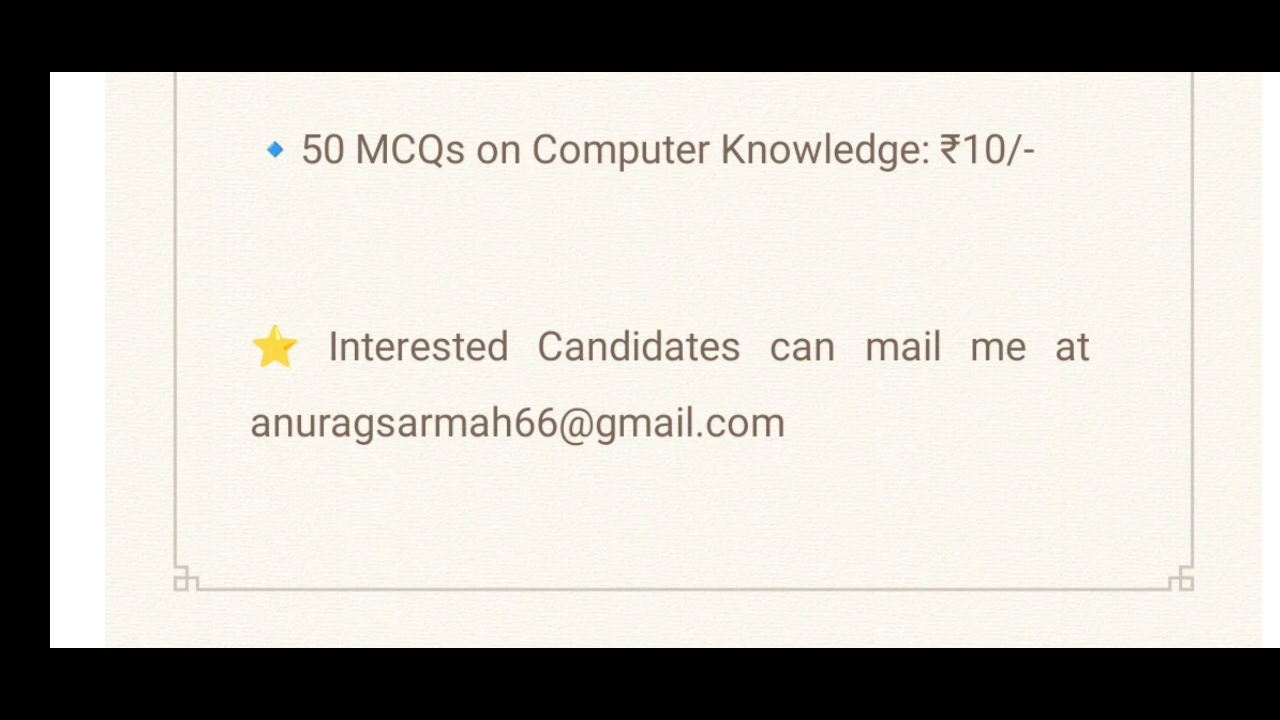 🔹 50 MCQs on Computer Knowledge: ₹10/-
⭐ Interested Candidates can mail me at
anuragsarmah66@gmail.com